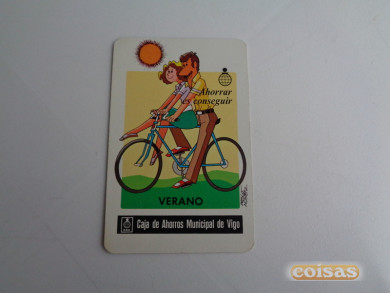 Ahorrar
es conseguir
VERANO
Caja de Ahorros Municipal de Vigo
coisas